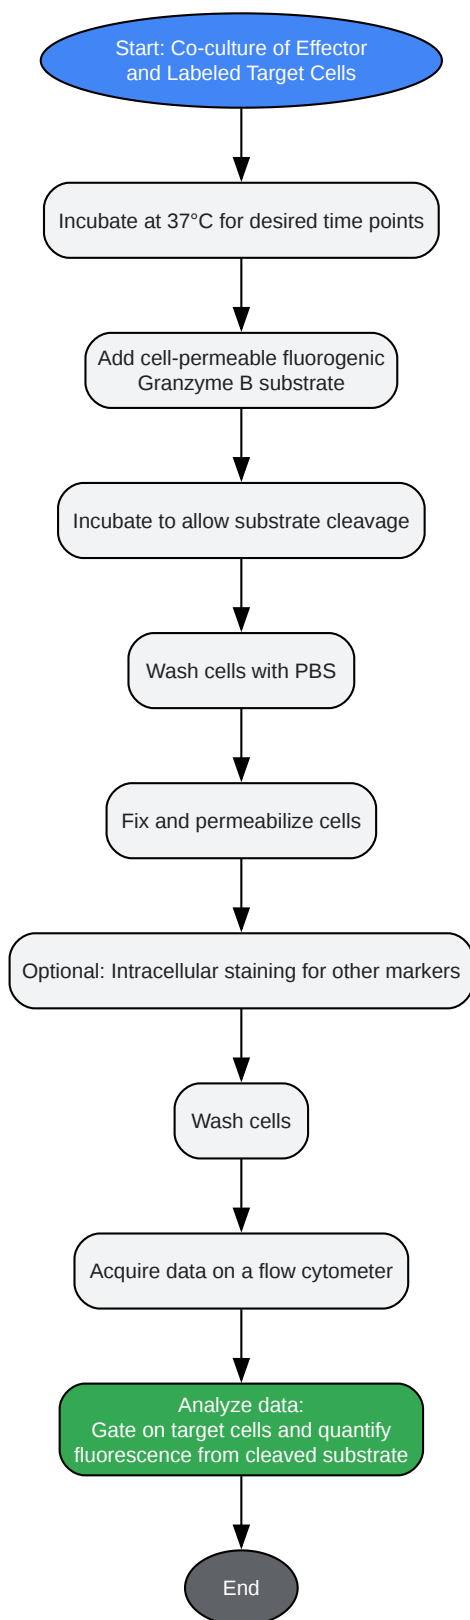 Start: Co-culture of Effector
and Labeled Target Cells
Incubate at 37°C for desired time points
Add cell-permeable fluorogenic
Granzyme B substrate
Incubate to allow substrate cleavage
Wash cells with PBS
Fix and permeabilize cells
Optional: Intracellular staining for other markers
Wash cells
Acquire data on a flow cytometer
Analyze data:
Gate on target cells and quantify
fluorescence from cleaved substrate
End